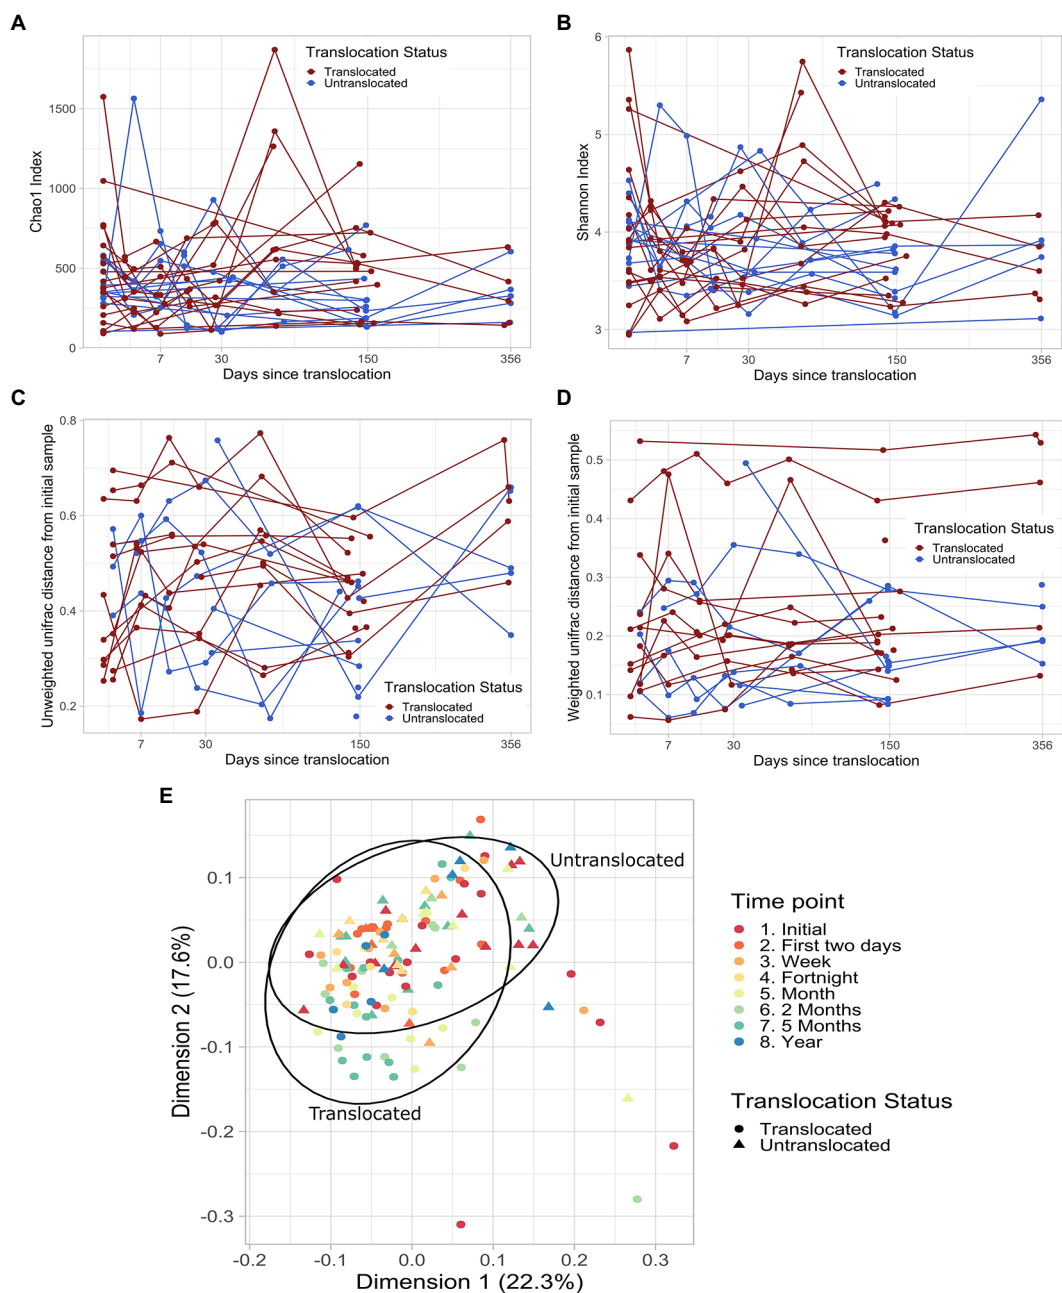 A
Translocation Status
Translocated
Untranslocated
Chao1 Index
1500
1000
500
0
7
30
150
356
Days since translocation
B
Translocation Status
Translocated
Untranslocated
Shannon Index
6
5
4
3
7
30
150
356
Days since translocation
C
Unweighted unifrac distance from initial sample
0.8
0.6
0.4
0.2
Translocation Status
Translocated
Untranslocated
7
30
150
356
Days since translocation
D
Weighted unifrac distance from initial sample
0.5
0.4
0.3
0.2
0.1
Translocation Status
Translocated
Untranslocated
7
30
150
356
Days since translocation
E
Untranslocated
Translocated
Dimension 2 (17.6%)
0.1
0.0
-0.1
-0.2
-0.3
-0.2
-0.1
0.0
0.1
0.2
0.3
Dimension 1 (22.3%)
Time point
1. Initial
2. First two days
3. Week
4. Fortnight
5. Month
6. 2 Months
7. 5 Months
8. Year
Translocation Status
Translocated
Untranslocated